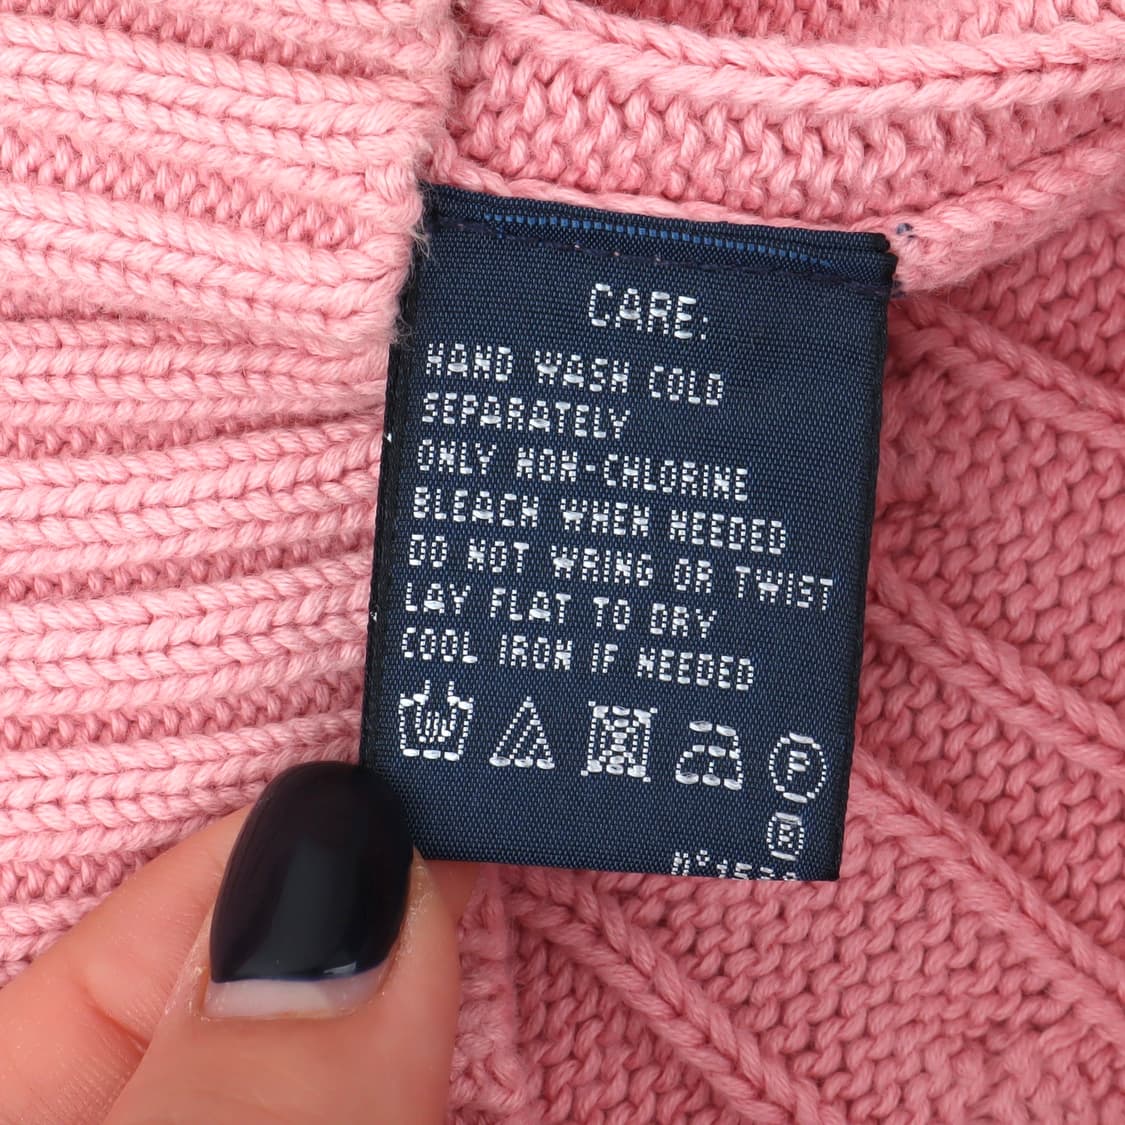 CARE:
HAND WASH COLD
SEPARATELY
ONLY NON-CHLORINE
BLEACH WHEN NEEDED
DO NOT WRING OR TWIST
LAY FLAT TO DRY
COOL IRON IF NEEDED
P
R